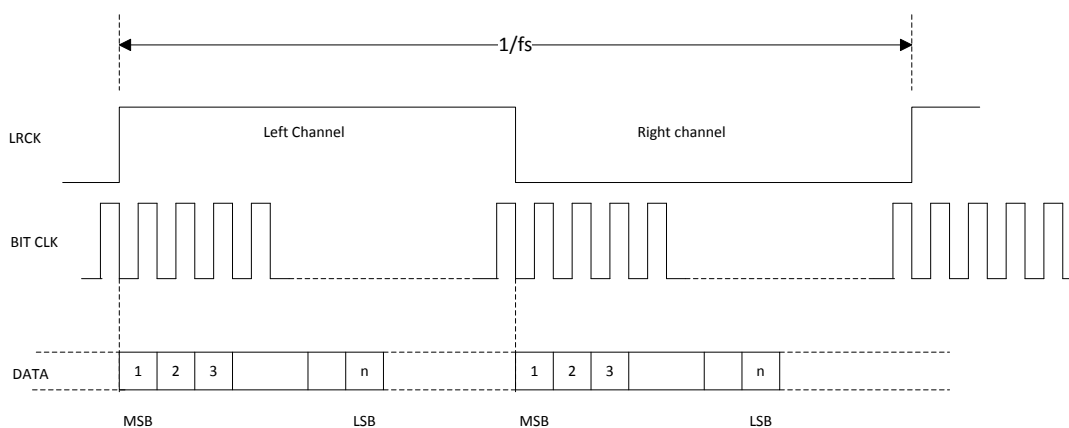 1/fs
LRCK
Left Channel
Right channel
BIT CLK
DATA
1 2 3 n 1 2 3 n
MSB LSB MSB LSB